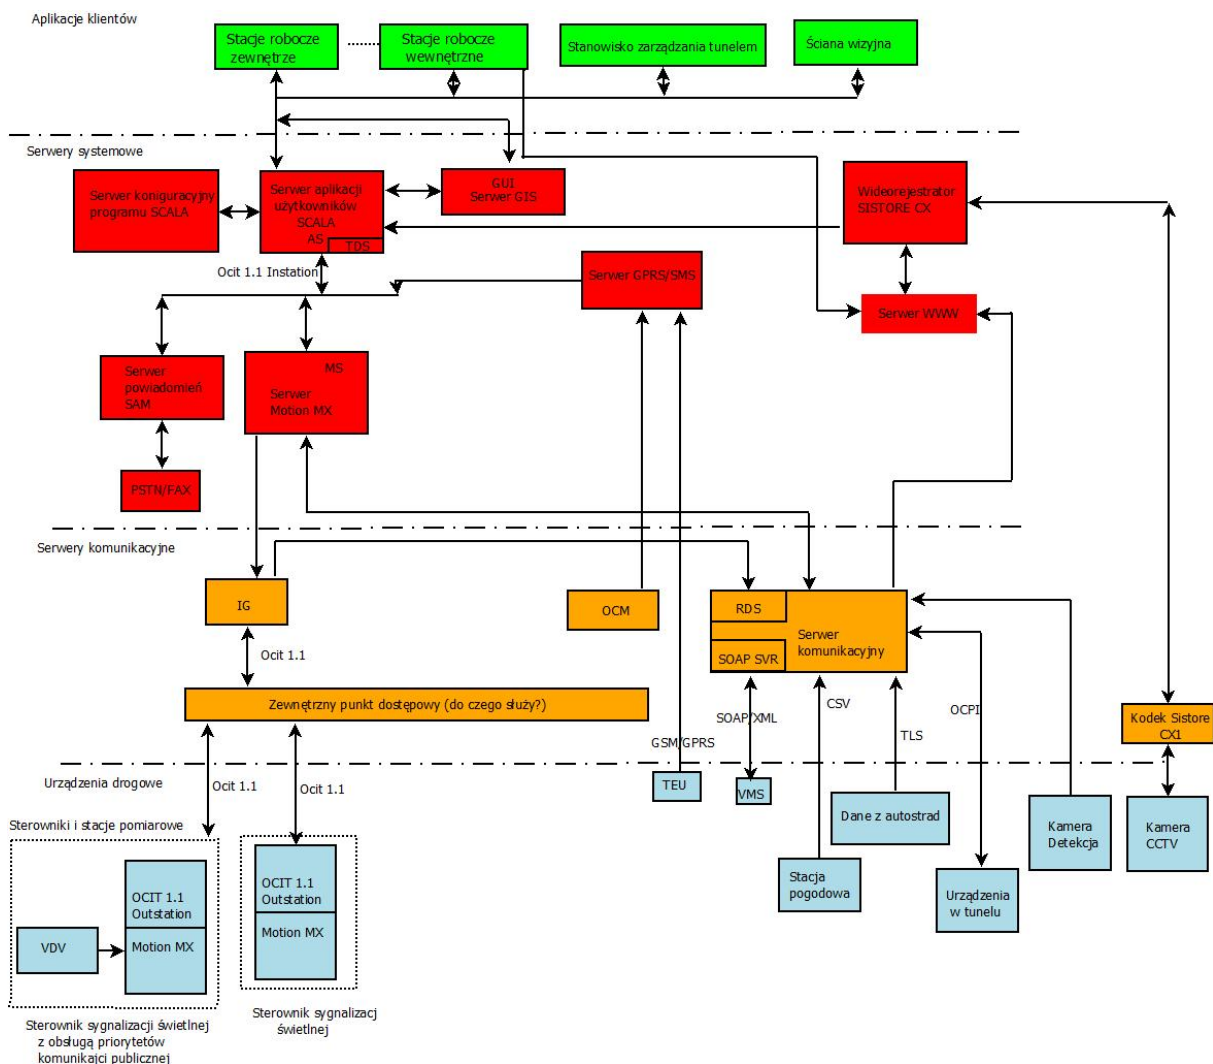 Aplikacje klientów
Stacje robocze
zewnętrze
Stacje robocze
wewnętrzne
Stanowisko zarządzania tunelem
Ściana wizyjna
Serwery systemowe
Serwer koniguracyjny
programu SCALA
Serwer aplikacji
użytkowników
SCALA
AS
TDS
GUI
Serwer GIS
Wideorejestrator
SISTORE CX
Ocit 1.1 Instation
Serwer GPRS/SMS
Serwer WWW
Serwer
powiadomień
SAM
MS
Serwer
Motion MX
PSTN/FAX
Serwery komunikacyjne
IG
OCM
RDS
Serwer
komunikacyjny
SOAP SVR
Ocit 1.1
Zewnętrzny punkt dostępowy (do czego służy?)
SOAP/XML
CSV
TLS
OCPI
Kodek Sistore
CX1
GSM/GPRS
Urządzenia drogowe
Ocit 1.1
Ocit 1.1
TEU
VMS
Dane z autostrad
Kamera
Detekcja
Kamera
CCTV
Sterowniki i stacje pomiarowe
OCIT 1.1
Outstation
Motion MX
VDV
OCIT 1.1
Outstation
Motion MX
Stacja
pogodowa
Urządzenia
w tunelu
Sterownik sygnalizacji świetlnej
z obsługą priorytetów
komunikajci publicznej
Sterownik sygnalizacj
świetlnej